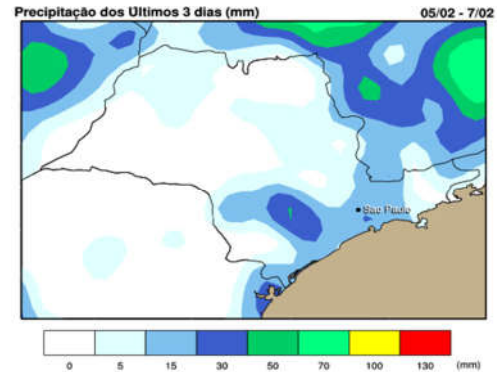 Precipitação dos Últimos 3 dias (mm) 05/02 - 7/02
São Paulo
0 5 15 30 50 70 100 130 (mm)